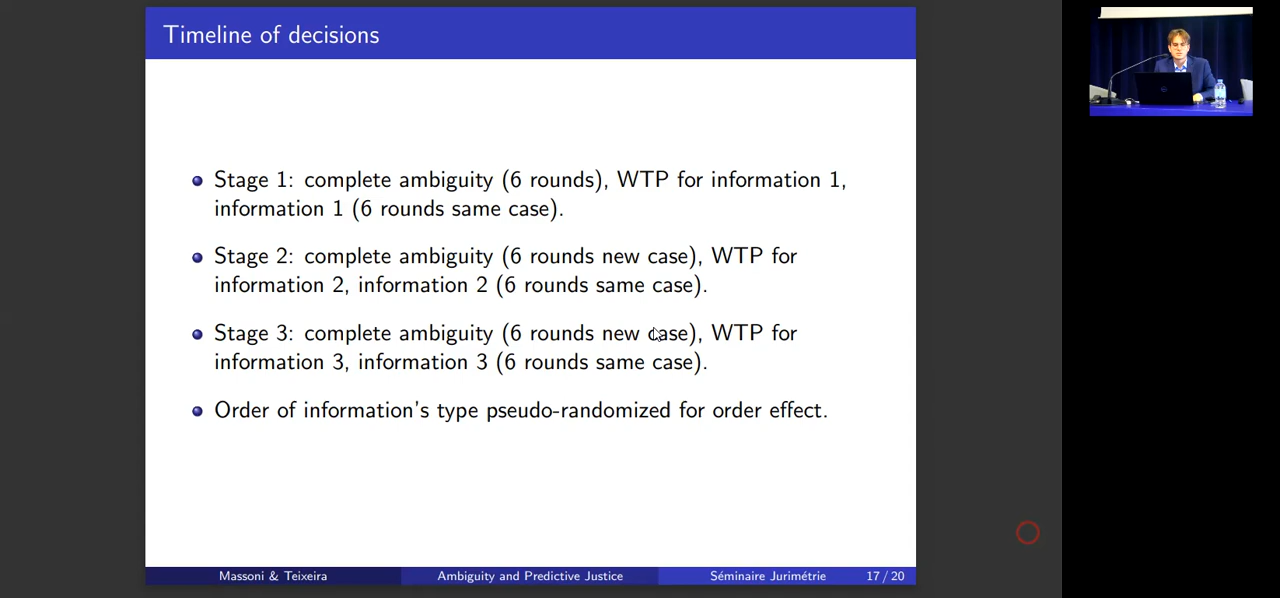 Timeline of decisions
Stage 1: complete ambiguity (6 rounds), WTP for information 1,
information 1 (6 rounds same case).
Stage 2: complete ambiguity (6 rounds new case), WTP for
information 2, information 2 (6 rounds same case).
Stage 3: complete ambiguity (6 rounds new case), WTP for
information 3, information 3 (6 rounds same case).
Order of information's type pseudo-randomized for order effect.
Massoni & Teixeira
Ambiguity and Predictive Justice
Séminaire Jurimétrie
17 / 20